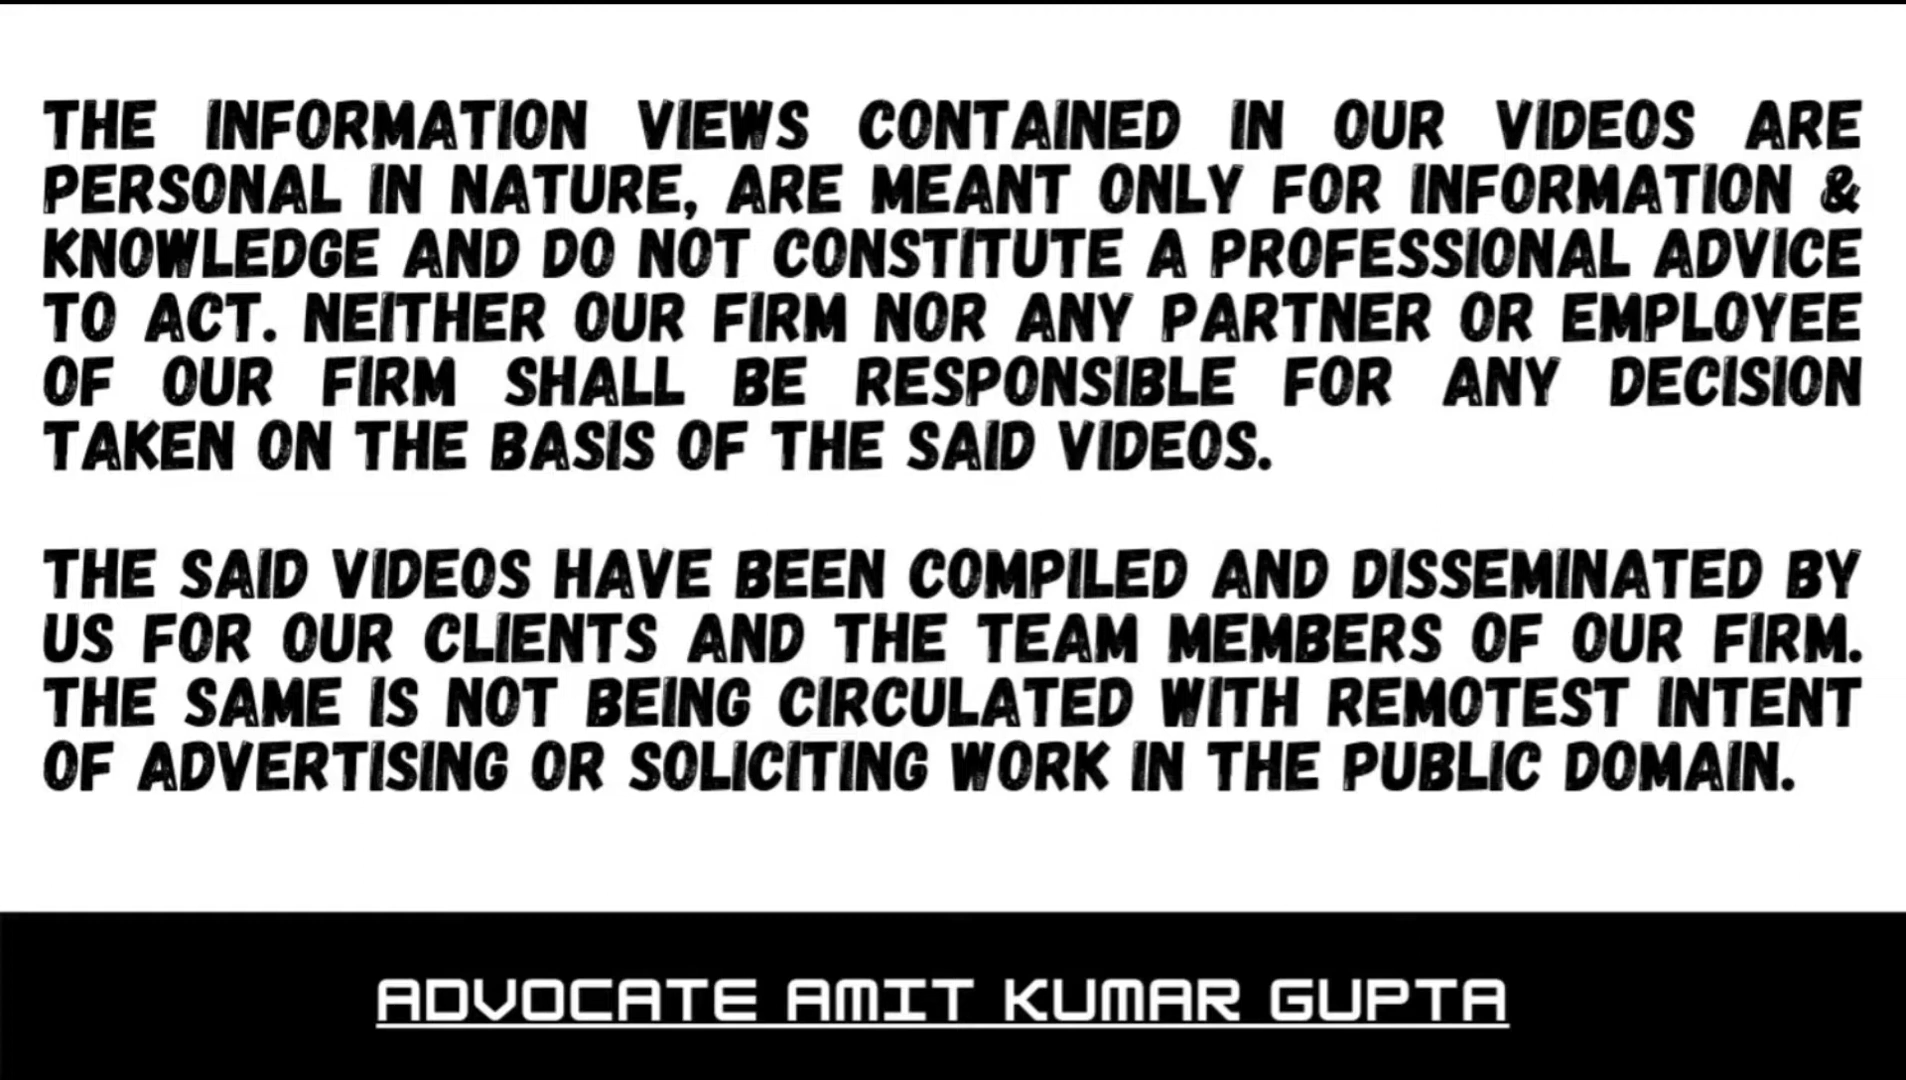 THE INFORMATION VIEWS CONTAINED IN OUR VIDEOS ARE
PERSONAL IN NATURE, ARE MEANT ONLY FOR INFORMATION &
KNOWLEDGE AND DO NOT CONSTITUTE A PROFESSIONAL ADVICE
TO ACT. NEITHER OUR FIRM NOR ANY PARTNER OR EMPLOYEE
OF OUR FIRM SHALL BE RESPONSIBLE FOR ANY DECISION
TAKEN ON THE BASIS OF THE SAID VIDEOS.
THE SAID VIDEOS HAVE BEEN COMPILED AND DISSEMINATED BY
US FOR OUR CLIENTS AND THE TEAM MEMBERS OF OUR FIRM.
THE SAME IS NOT BEING CIRCULATED WITH REMOTEST INTENT
OF ADVERTISING OR SOLICITING WORK IN THE PUBLIC DOMAIN.
ADVOCATE AMIT KUMAR GUPTA